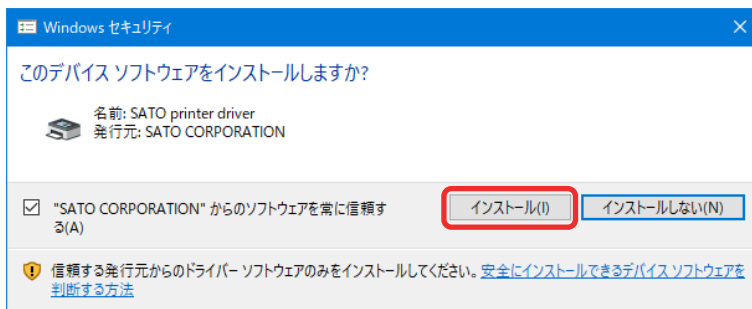 Windows セキュリティ
このデバイス ソフトウェアをインストールしますか?
名前: SATO printer driver
発行元: SATO CORPORATION
"SATO CORPORATION" からのソフトウェアを常に信頼す
る(A)
インストール(I)
インストールしない(N)
信頼する発行元からのドライバー ソフトウェアのみをインストールしてください。安全にインストールできるデバイス ソフトウェアを
判断する方法